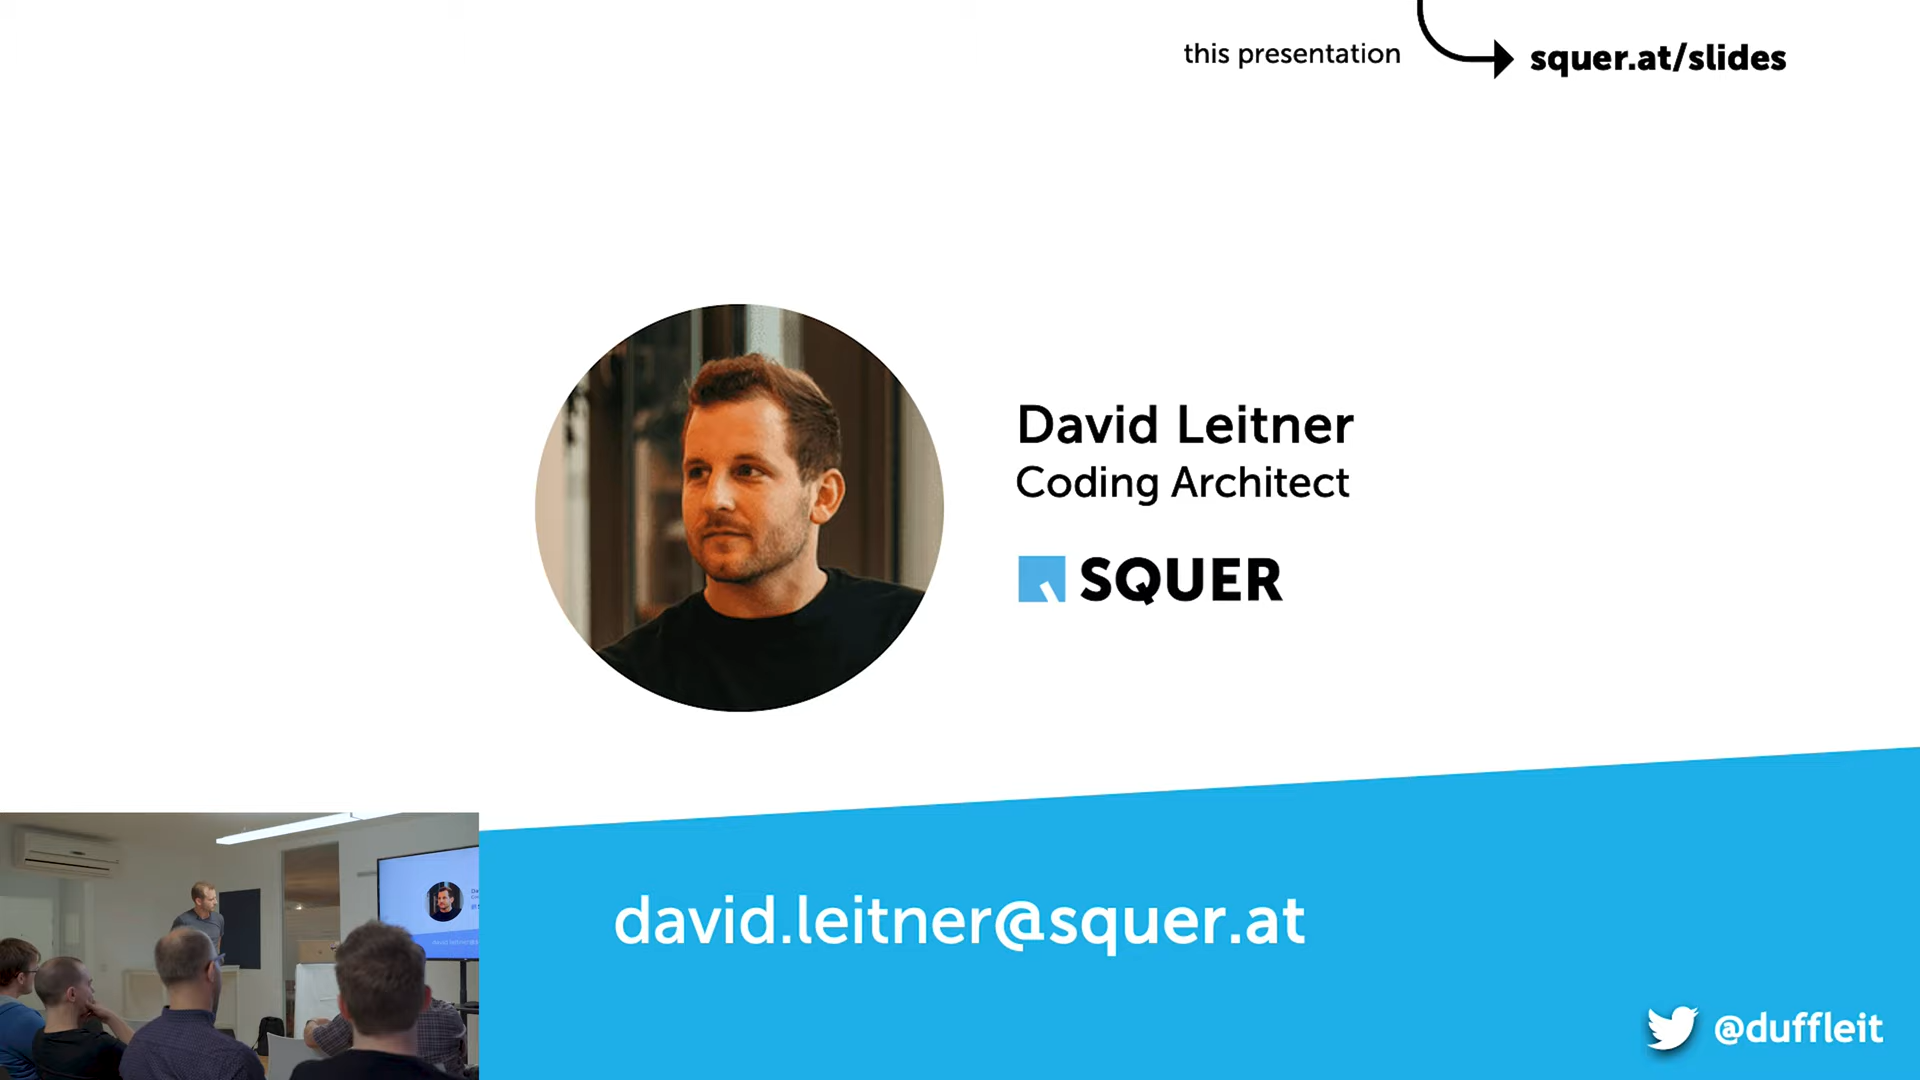 this presentation
squer.at/slides
David Leitner
Coding Architect
SQUER
david.leitner@squer.at
@duffleit